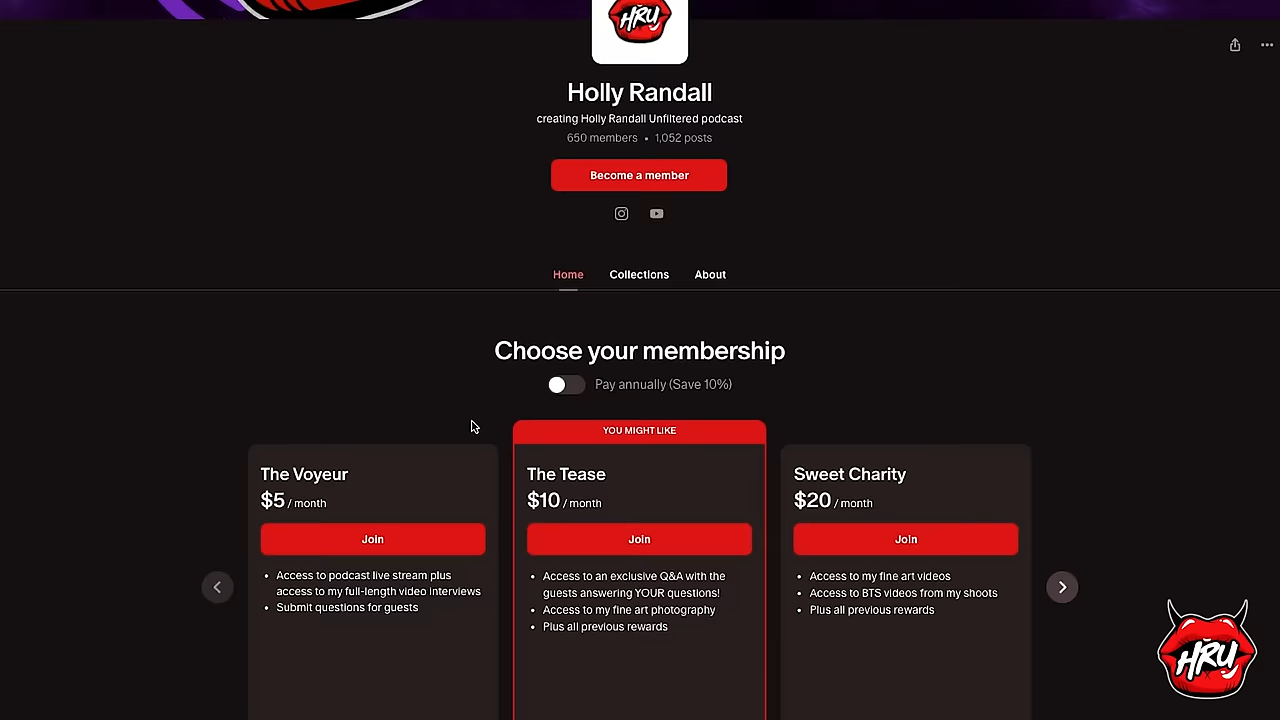 HRU
Holly Randall
creating Holly Randall Unfiltered podcast
650 members • 1,052 posts
Become a member
Home Collections About
Choose your membership
Pay annually (Save 10%)
YOU MIGHT LIKE
The Voyeur
$5 / month
Join
• Access to podcast live stream plus
access to my full-length video interviews
• Submit questions for guests
The Tease
$10 / month
Join
• Access to an exclusive Q&A with the
guests answering YOUR questions!
• Access to my fine art photography
• Plus all previous rewards
Sweet Charity
$20 / month
Join
• Access to my fine art videos
• Access to BTS videos from my shoots
• Plus all previous rewards
HRU